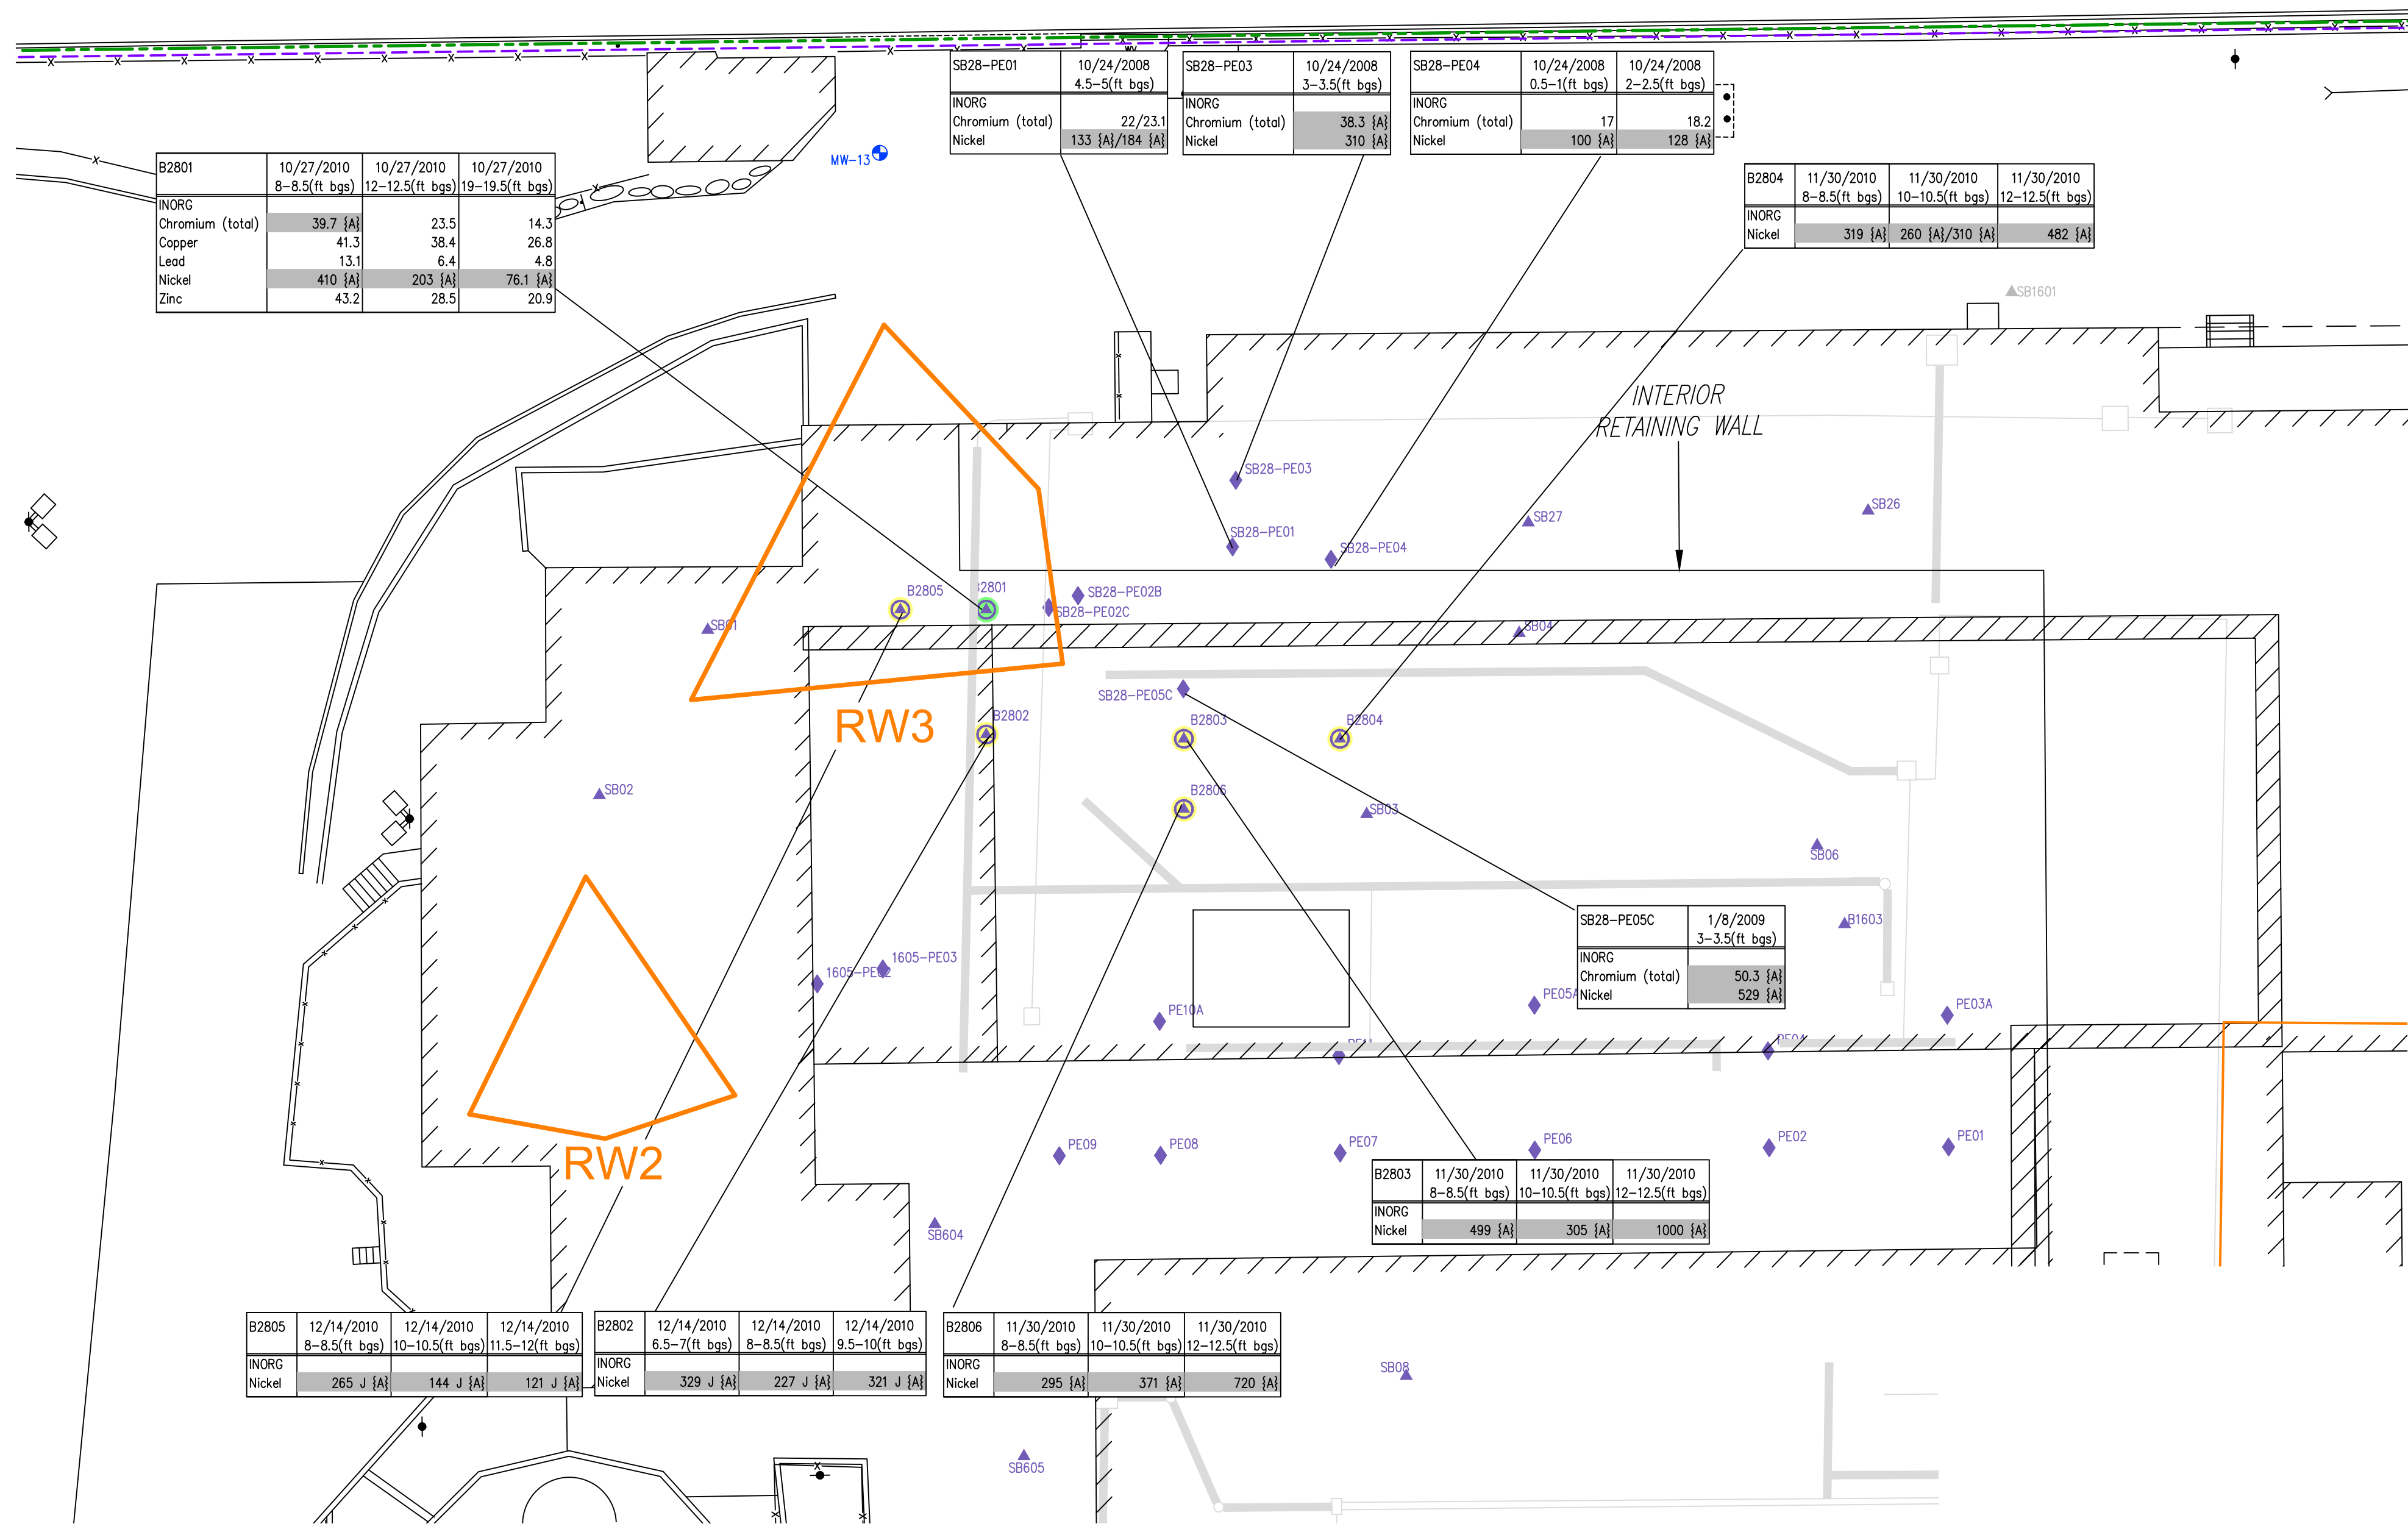 SB28-PE01 10/24/2008
4.5-5(ft bgs)
INORG
Chromium (total) 22/23.1
Nickel 133 {A}/184 {A}
SB28-PE03 10/24/2008
3-3.5(ft bgs)
INORG
Chromium (total) 38.3 {A}
Nickel 310 {A}
SB28-PE04 10/24/2008 10/24/2008
0.5-1(ft bgs) 2-2.5(ft bgs)
INORG
Chromium (total) 17 18.2
Nickel 100 {A} 128 {A}
MW-13
B2801 10/27/2010 10/27/2010 10/27/2010
8-8.5(ft bgs) 12-12.5(ft bgs) 19-19.5(ft bgs)
INORG
Chromium (total) 39.7 {A} 23.5 14.3
Copper 41.3 38.4 26.8
Lead 13.1 6.4 4.8
Nickel 410 {A} 203 {A} 76.1 {A}
Zinc 43.2 28.5 20.9
B2804 11/30/2010 11/30/2010 11/30/2010
8-8.5(ft bgs) 10-10.5(ft bgs) 12-12.5(ft bgs)
INORG
Nickel 319 {A} 260 {A}/310 {A} 482 {A}
SB1601
INTERIOR
RETAINING WALL
SB28-PE03
SB26
SB27
SB28-PE01
SB28-PE04
B2805
B2801
SB28-PE02B
SB28-PE02C
SB01
SB04
SB28-PE05C
RW3
B2802
B2803
B2804
SB02
B2806
SB03
SB06
SB28-PE05C 1/8/2009
3-3.5(ft bgs)
INORG
Chromium (total) 50.3 {A}
Nickel 529 {A}
B1603
1605-PE03
1605-PE02
PE05A
PE03A
PE10A
PE04
PE09
PE08
PE07
PE06
PE02
PE01
RW2
B2803 11/30/2010 11/30/2010 11/30/2010
8-8.5(ft bgs) 10-10.5(ft bgs) 12-12.5(ft bgs)
INORG
Nickel 499 {A} 305 {A} 1000 {A}
SB604
B2805 12/14/2010 12/14/2010 12/14/2010
8-8.5(ft bgs) 10-10.5(ft bgs) 11.5-12(ft bgs)
INORG
Nickel 265 J {A} 144 J {A} 121 J {A}
B2802 12/14/2010 12/14/2010 12/14/2010
6.5-7(ft bgs) 8-8.5(ft bgs) 9.5-10(ft bgs)
INORG
Nickel 329 J {A} 227 J {A} 321 J {A}
B2806 11/30/2010 11/30/2010 11/30/2010
8-8.5(ft bgs) 10-10.5(ft bgs) 12-12.5(ft bgs)
INORG
Nickel 295 {A} 371 {A} 720 {A}
SB08
SB605